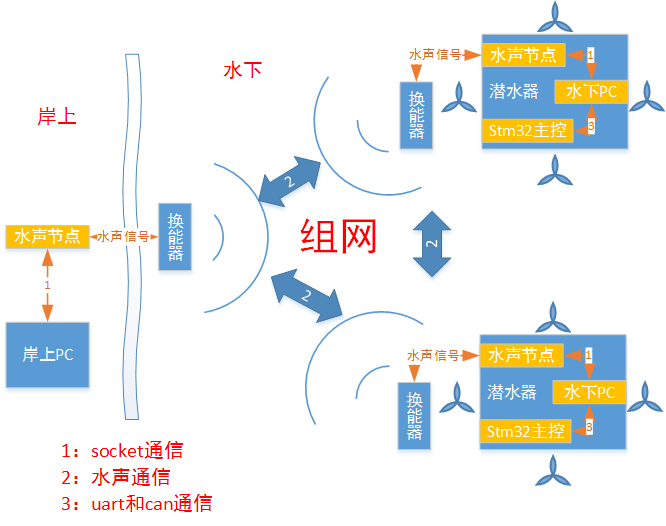 岸上
水下
水声节点
水声信号
换能器
1
岸上PC
2
2
2
组网
水声信号
换能器
水声节点
1
潜水器
水下PC
Stm32主控
3
水声信号
换能器
水声节点
1
潜水器
水下PC
Stm32主控
3
1：socket通信
2：水声通信
3：uart和can通信